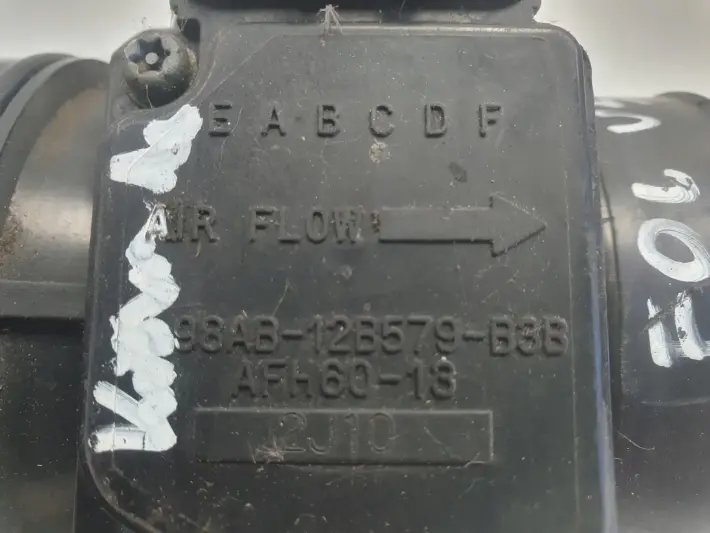 E A B C D F
AIR FLOW
98AB-12B579-B3B
AFH60-13
2J10